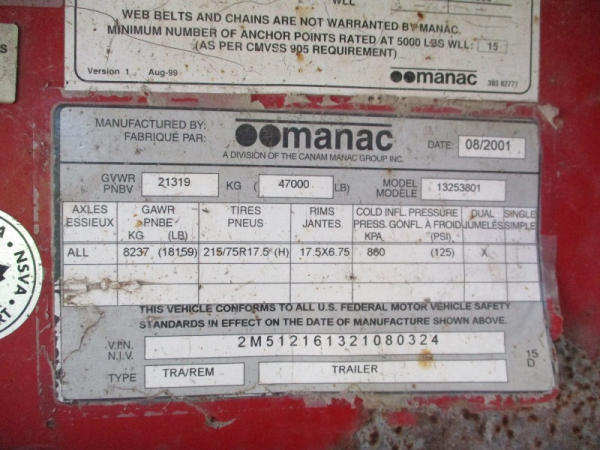 WLL
WEB BELTS AND CHAINS ARE NOT WARRANTED BY MANAC.
MINIMUM NUMBER OF ANCHOR POINTS RATED AT 5000 LBS WLL: 15
(AS PER CMVSS 905 REQUIREMENT)
Version 1 Aug-99
manac
MANUFACTURED BY:
FABRIQUÉ PAR:
manac
A DIVISION OF THE CANAM MANAC GROUP INC.
DATE: 08/2001
GVWR
PNBV
21319 KG ( 47000 LB)
MODEL
MODÈLE
13253801
AXLES
ESSIEUX
GAWR
PNBE
KG (LB)
TIRES
PNEUS
RIMS
JANTES
COLD INFL. PRESSURE
PRESS. GONFL. À FROID
KPA. (PSI)
DUAL
JUMELÉS
SINGLE
SIMPLE
ALL 8237 (18159) 215/75R17.5 (H) 17.5X6.75 860 (125) X
THIS VEHICLE CONFORMS TO ALL U.S. FEDERAL MOTOR VEHICLE SAFETY
STANDARDS IN EFFECT ON THE DATE OF MANUFACTURE SHOWN ABOVE.
V.I.N.
N.I.V.
2M512161321080324
TYPE TRA/REM TRAILER
15
D
NSVA